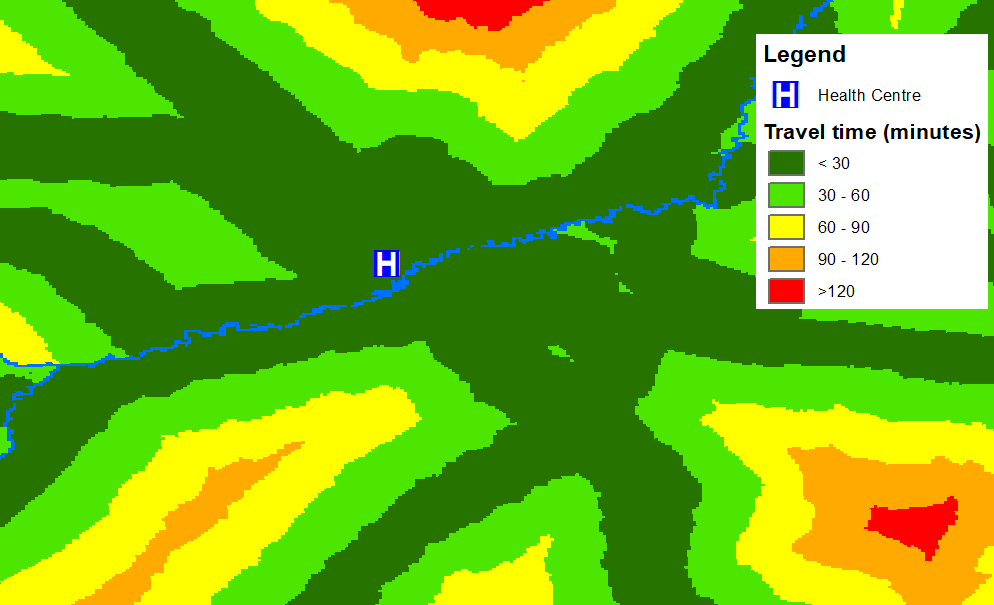 H
Legend
H Health Centre
Travel time (minutes)
< 30
30 - 60
60 - 90
90 - 120
>120